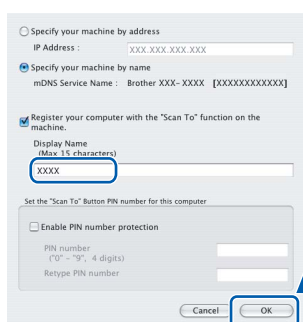 Specify your machine by address
IP Address : XXX.XXX.XXX.XXX
Specify your machine by name
mDNS Service Name : Brother XXX-XXXX [XXXXXXXXXXXX]
Register your computer with the "Scan To" function on the
machine.
Display Name
(Max 15 characters)
XXXX
Set the "Scan To" Button PIN number for this computer
Enable PIN number protection
PIN number
("0" - "9", 4 digits)
Retype PIN number
Cancel OK